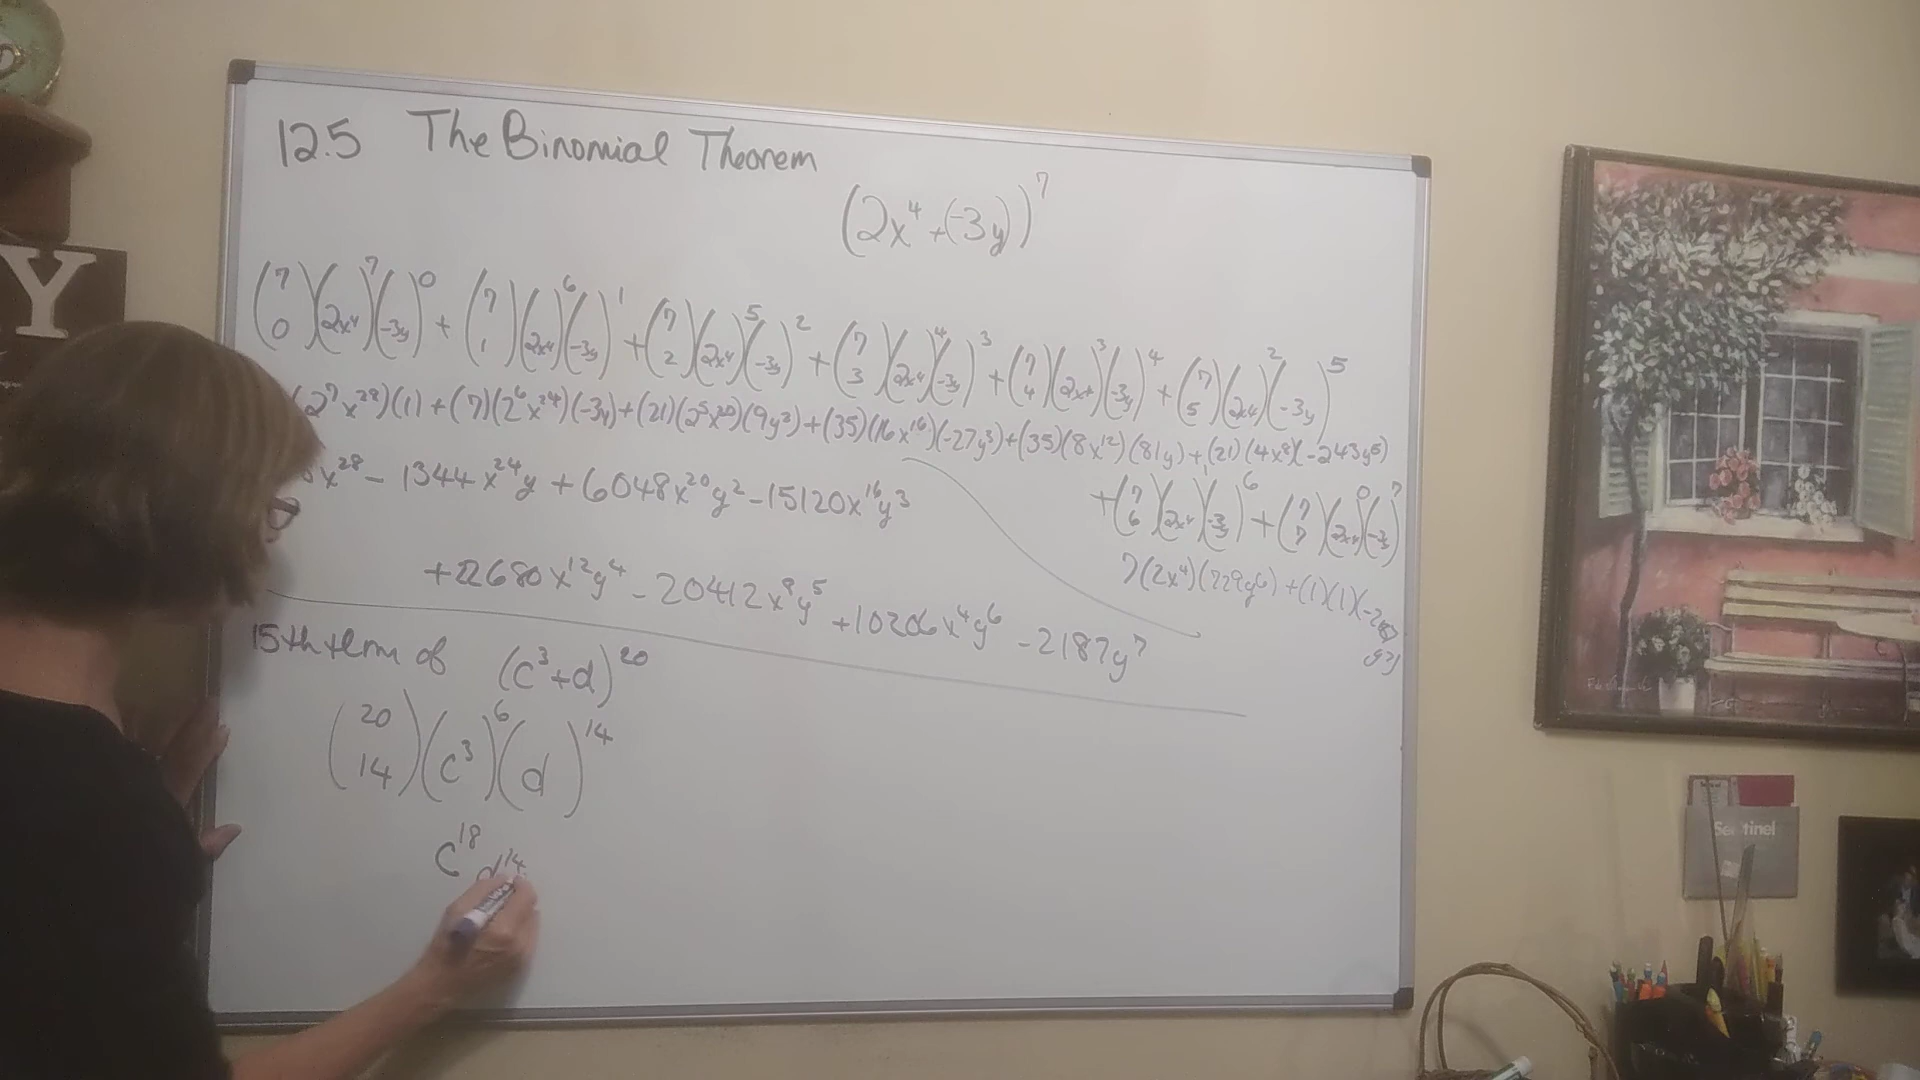 12.5 The Binomial Theorem
(2x⁴+(-3y))⁷
(7 0)(2x⁴)⁷(-3y)⁰ + (7 1)(2x⁴)⁶(-3y)¹ + (7 2)(2x⁴)⁵(-3y)² + (7 3)(2x⁴)⁴(-3y)³ + (7 4)(2x⁴)³(-3y)⁴ + (7 5)(2x⁴)²(-3y)⁵
(2⁷x²⁸)(1) + (7)(2⁶x²⁴)(-3y) + (21)(2⁵x²⁰)(9y²) + (35)(16x¹⁶)(-27y³) + (35)(8x¹²)(81y) + (21)(4x⁸)(-243y⁵)
+(7 6)(2x⁴)¹(-3y)⁶ + (7 7)(2x⁴)⁰(-3y)⁷
7(2x⁴)(729y⁶) + (1)(1)(-2187
y⁷)
x²⁸ - 1344x²⁴y + 6048x²⁰y² - 15120x¹⁶y³
+22680x¹²y⁴ - 20412x⁸y⁵ + 10206x⁴y⁶ - 2187y⁷
15th term of (c³+d)²⁰
(20 14)(c³)⁶(d)¹⁴
c¹⁸d¹⁴
Y
Sentinel